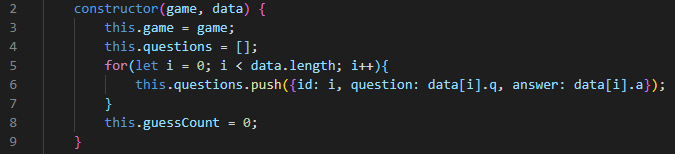 2 constructor(game, data) {
3 this.game = game;
4 this.questions = [];
5 for(let i = 0; i < data.length; i++){
6 this.questions.push({id: i, question: data[i].q, answer: data[i].a});
7 }
8 this.guessCount = 0;
9 }